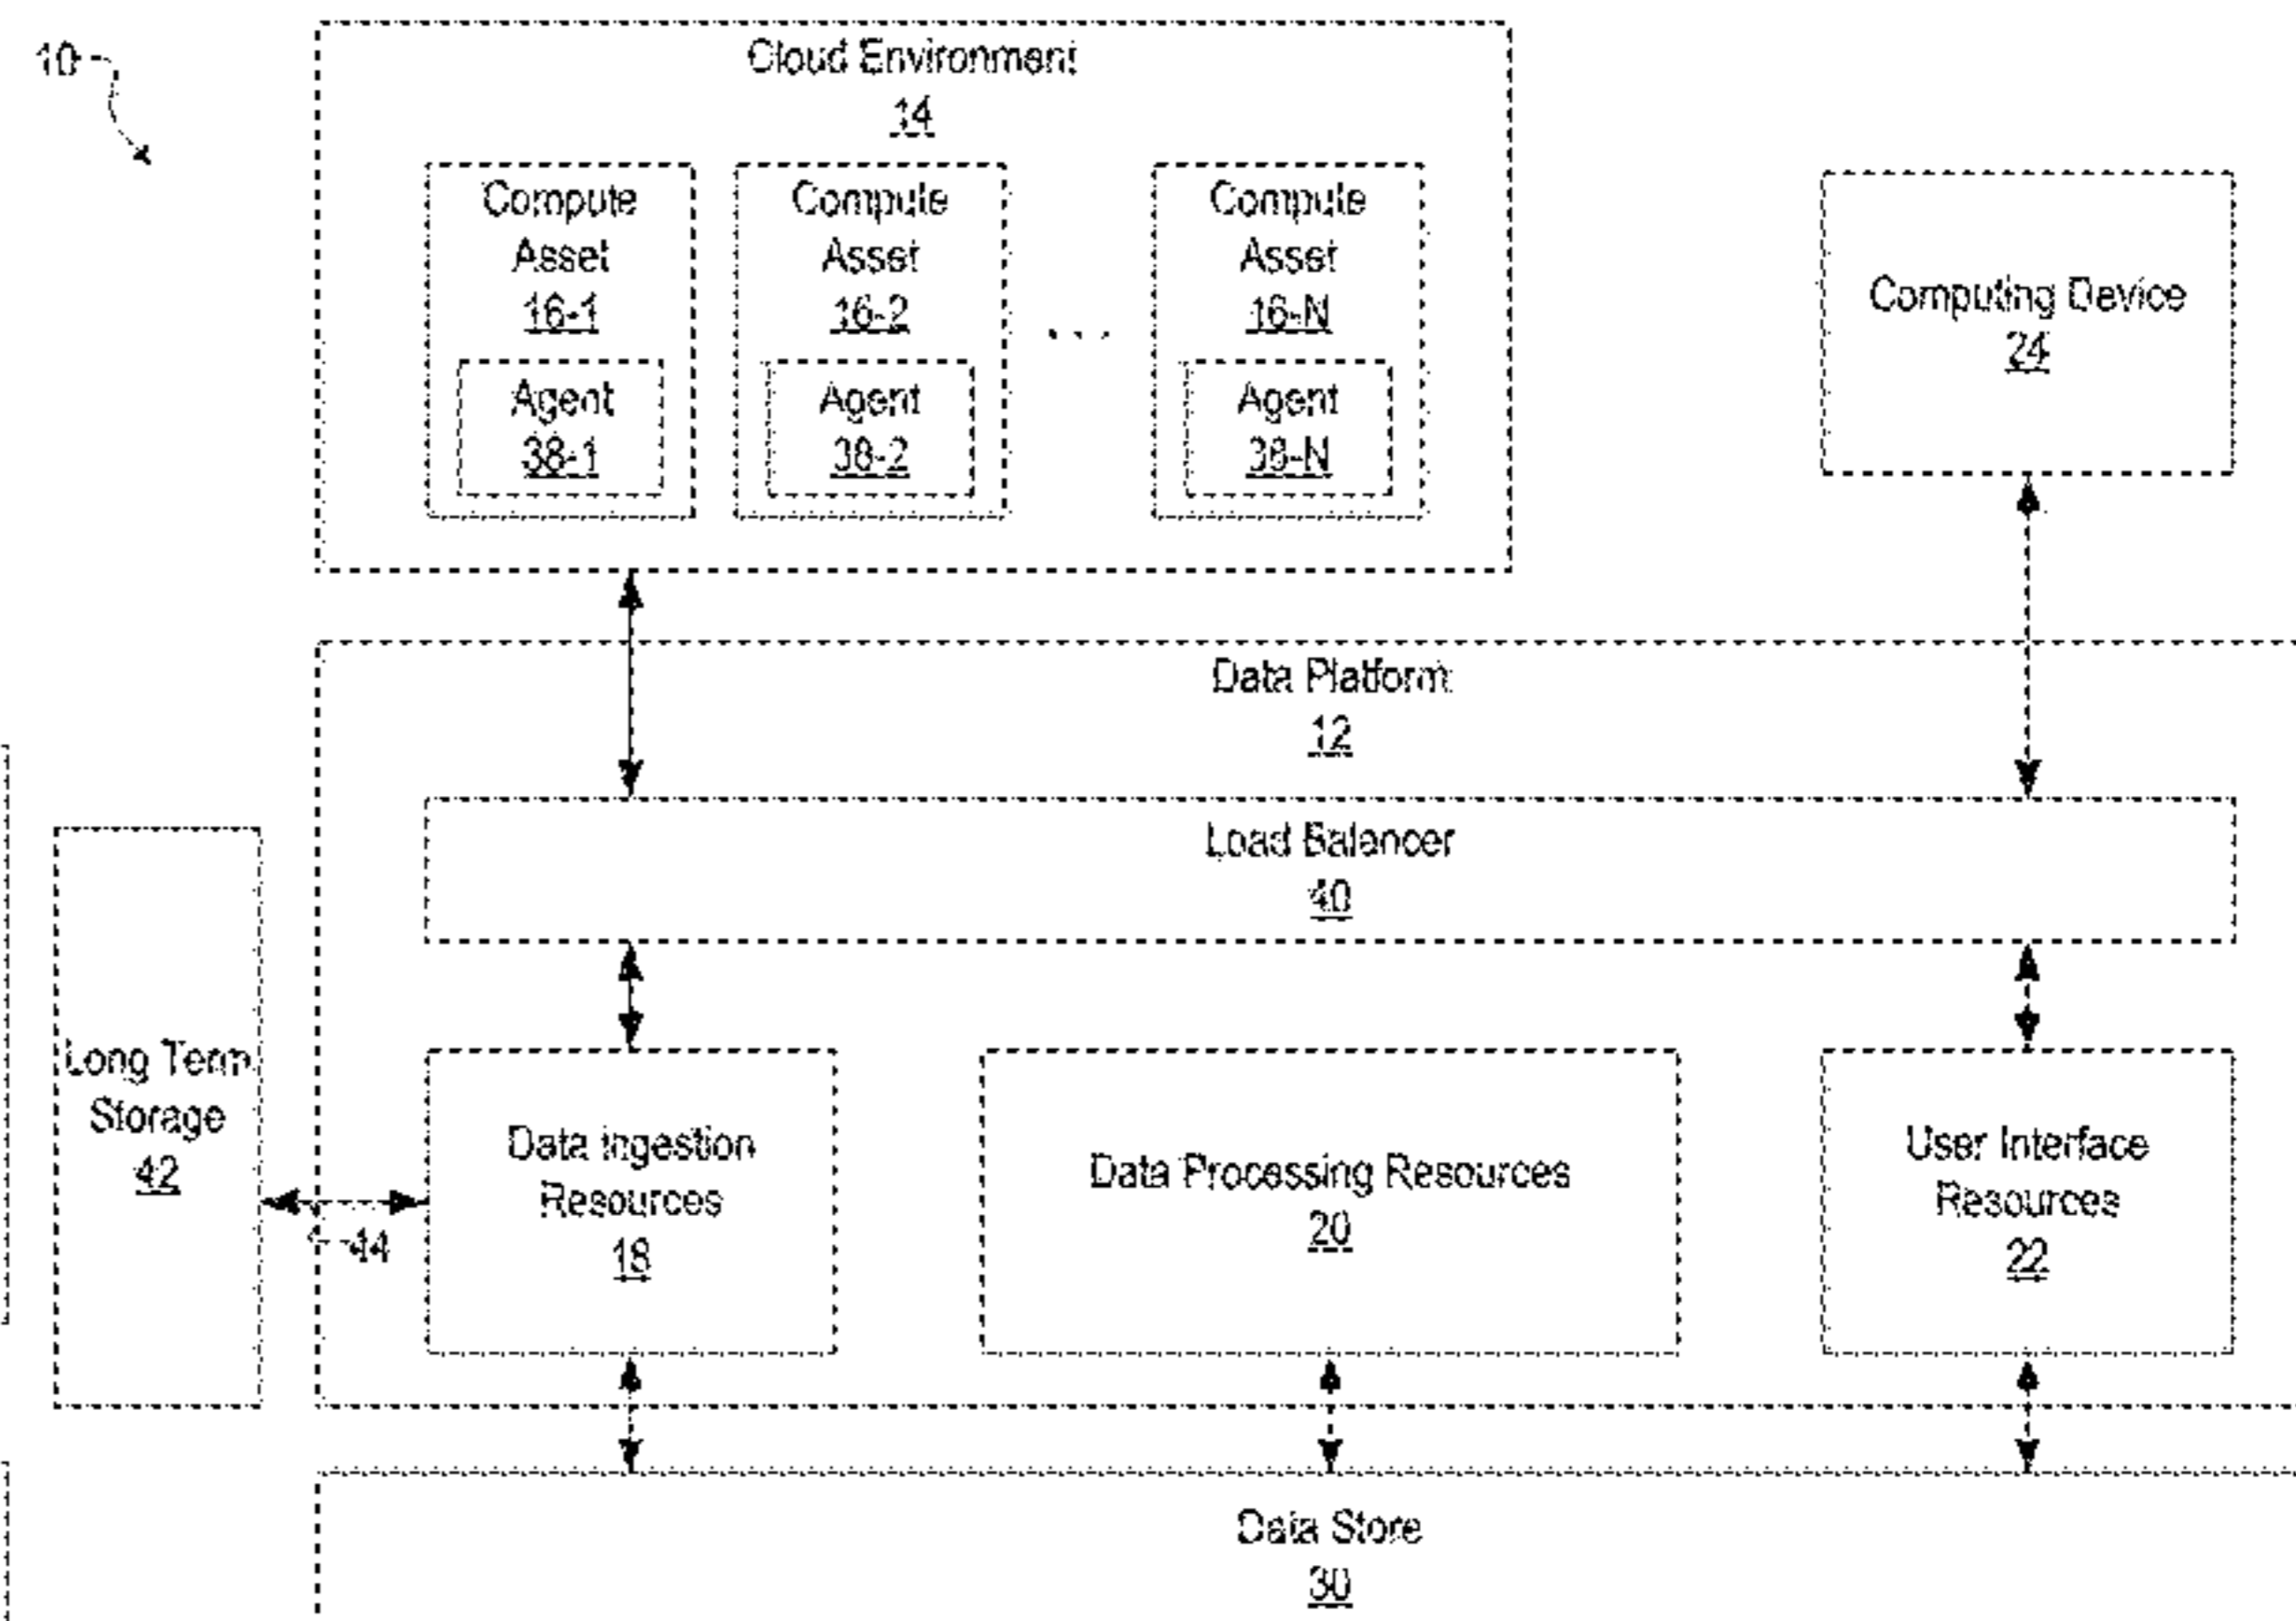 10
Cloud Environment
14
Compute
Asset
16-1
Agent
38-1
Compute
Asset
16-2
Agent
38-2
...
Compute
Asset
16-N
Agent
38-N
Computing Device
24
Data Platform
12
Load Balancer
40
Long Term
Storage
42
44
Data Ingestion
Resources
18
Data Processing Resources
20
User Interface
Resources
22
Data Store
30